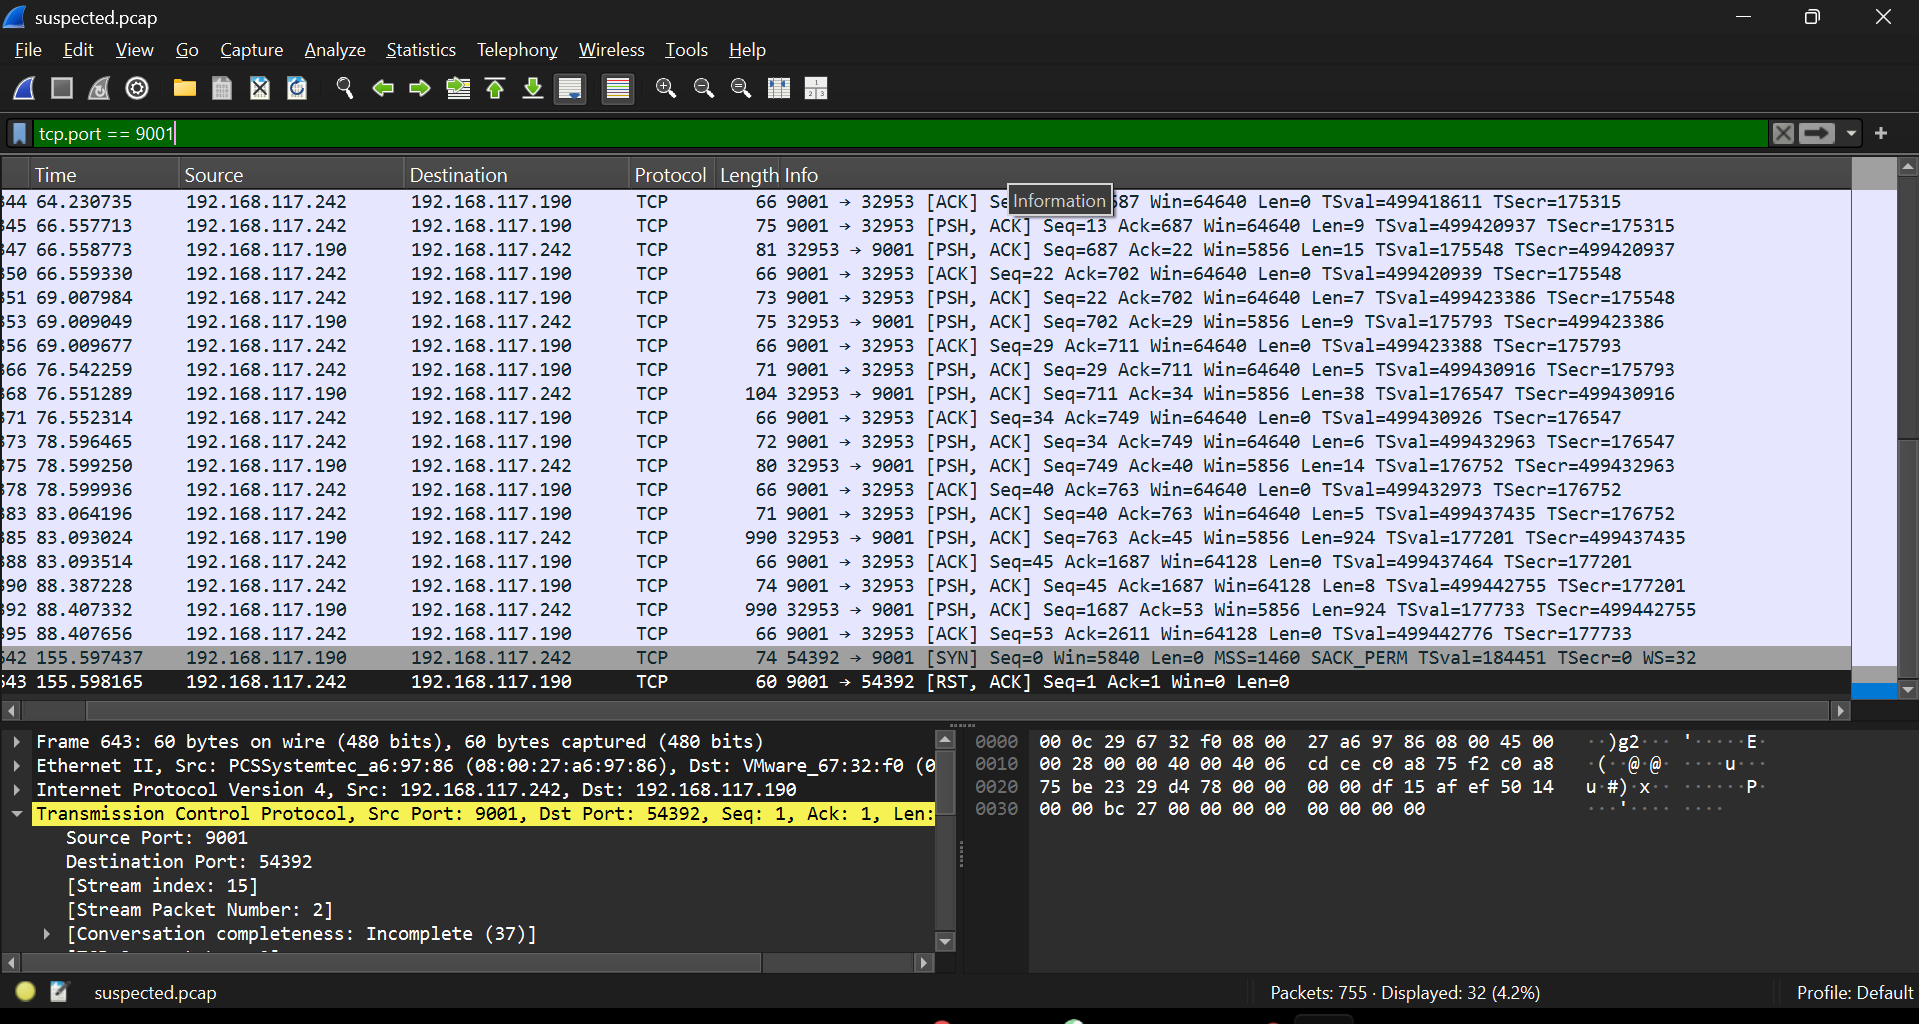 suspected.pcap
File Edit View Go Capture Analyze Statistics Telephony Wireless Tools Help
tcp.port == 9001
Time Source Destination Protocol Length Info
Information
44 64.230735 192.168.117.242 192.168.117.190 TCP 66 9001 → 32953 [ACK] Se 87 Win=64640 Len=0 TSval=499418611 TSecr=175315
45 66.557713 192.168.117.242 192.168.117.190 TCP 75 9001 → 32953 [PSH, ACK] Seq=13 Ack=687 Win=64640 Len=9 TSval=499420937 TSecr=175315
47 66.558773 192.168.117.190 192.168.117.242 TCP 81 32953 → 9001 [PSH, ACK] Seq=687 Ack=22 Win=5856 Len=15 TSval=175548 TSecr=499420937
50 66.559330 192.168.117.242 192.168.117.190 TCP 66 9001 → 32953 [ACK] Seq=22 Ack=702 Win=64640 Len=0 TSval=499420939 TSecr=175548
51 69.007984 192.168.117.242 192.168.117.190 TCP 73 9001 → 32953 [PSH, ACK] Seq=22 Ack=702 Win=64640 Len=7 TSval=499423386 TSecr=175548
53 69.009049 192.168.117.190 192.168.117.242 TCP 75 32953 → 9001 [PSH, ACK] Seq=702 Ack=29 Win=5856 Len=9 TSval=175793 TSecr=499423386
56 69.009677 192.168.117.242 192.168.117.190 TCP 66 9001 → 32953 [ACK] Seq=29 Ack=711 Win=64640 Len=0 TSval=499423388 TSecr=175793
66 76.542259 192.168.117.242 192.168.117.190 TCP 71 9001 → 32953 [PSH, ACK] Seq=29 Ack=711 Win=64640 Len=5 TSval=499430916 TSecr=175793
68 76.551289 192.168.117.190 192.168.117.242 TCP 104 32953 → 9001 [PSH, ACK] Seq=711 Ack=34 Win=5856 Len=38 TSval=176547 TSecr=499430916
71 76.552314 192.168.117.242 192.168.117.190 TCP 66 9001 → 32953 [ACK] Seq=34 Ack=749 Win=64640 Len=0 TSval=499430926 TSecr=176547
73 78.596465 192.168.117.242 192.168.117.190 TCP 72 9001 → 32953 [PSH, ACK] Seq=34 Ack=749 Win=64640 Len=6 TSval=499432963 TSecr=176547
75 78.599250 192.168.117.190 192.168.117.242 TCP 80 32953 → 9001 [PSH, ACK] Seq=749 Ack=40 Win=5856 Len=14 TSval=176752 TSecr=499432963
78 78.599936 192.168.117.242 192.168.117.190 TCP 66 9001 → 32953 [ACK] Seq=40 Ack=763 Win=64640 Len=0 TSval=499432973 TSecr=176752
83 83.064196 192.168.117.242 192.168.117.190 TCP 71 9001 → 32953 [PSH, ACK] Seq=40 Ack=763 Win=64640 Len=5 TSval=499437435 TSecr=176752
85 83.093024 192.168.117.190 192.168.117.242 TCP 990 32953 → 9001 [PSH, ACK] Seq=763 Ack=45 Win=5856 Len=924 TSval=177201 TSecr=499437435
88 83.093514 192.168.117.242 192.168.117.190 TCP 66 9001 → 32953 [ACK] Seq=45 Ack=1687 Win=64128 Len=0 TSval=499437464 TSecr=177201
90 88.387228 192.168.117.242 192.168.117.190 TCP 74 9001 → 32953 [PSH, ACK] Seq=45 Ack=1687 Win=64128 Len=8 TSval=499442755 TSecr=177201
92 88.407332 192.168.117.190 192.168.117.242 TCP 990 32953 → 9001 [PSH, ACK] Seq=1687 Ack=53 Win=5856 Len=924 TSval=177733 TSecr=499442755
95 88.407656 192.168.117.242 192.168.117.190 TCP 66 9001 → 32953 [ACK] Seq=53 Ack=2611 Win=64128 Len=0 TSval=499442776 TSecr=177733
42 155.597437 192.168.117.190 192.168.117.242 TCP 74 54392 → 9001 [SYN] Seq=0 Win=5840 Len=0 MSS=1460 SACK_PERM TSval=184451 TSecr=0 WS=32
43 155.598165 192.168.117.242 192.168.117.190 TCP 60 9001 → 54392 [RST, ACK] Seq=1 Ack=1 Win=0 Len=0
Frame 643: 60 bytes on wire (480 bits), 60 bytes captured (480 bits)
Ethernet II, Src: PCSSystemtec_a6:97:86 (08:00:27:a6:97:86), Dst: VMware_67:32:f0 (0
Internet Protocol Version 4, Src: 192.168.117.242, Dst: 192.168.117.190
Transmission Control Protocol, Src Port: 9001, Dst Port: 54392, Seq: 1, Ack: 1, Len:
Source Port: 9001
Destination Port: 54392
[Stream index: 15]
[Stream Packet Number: 2]
[Conversation completeness: Incomplete (37)]
0000 00 0c 29 67 32 f0 08 00 27 a6 97 86 08 00 45 00 ··)g2··· '·····E·
0010 00 28 00 00 40 00 40 06 cd ce c0 a8 75 f2 c0 a8 ·(··@·@· ····u···
0020 75 be 23 29 d4 78 00 00 00 00 df 15 af ef 50 14 u·#)·x·· ······P·
0030 00 00 bc 27 00 00 00 00 00 00 00 00 ···'···· ····
suspected.pcap
Packets: 755 · Displayed: 32 (4.2%)
Profile: Default